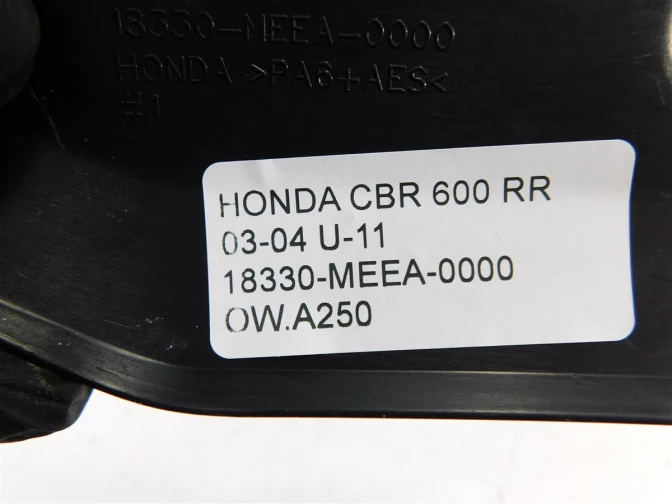 18330-MEEA-0000
HONDA >PA6+AES<
#1
HONDA CBR 600 RR
03-04 U-11
18330-MEEA-0000
OW.A250